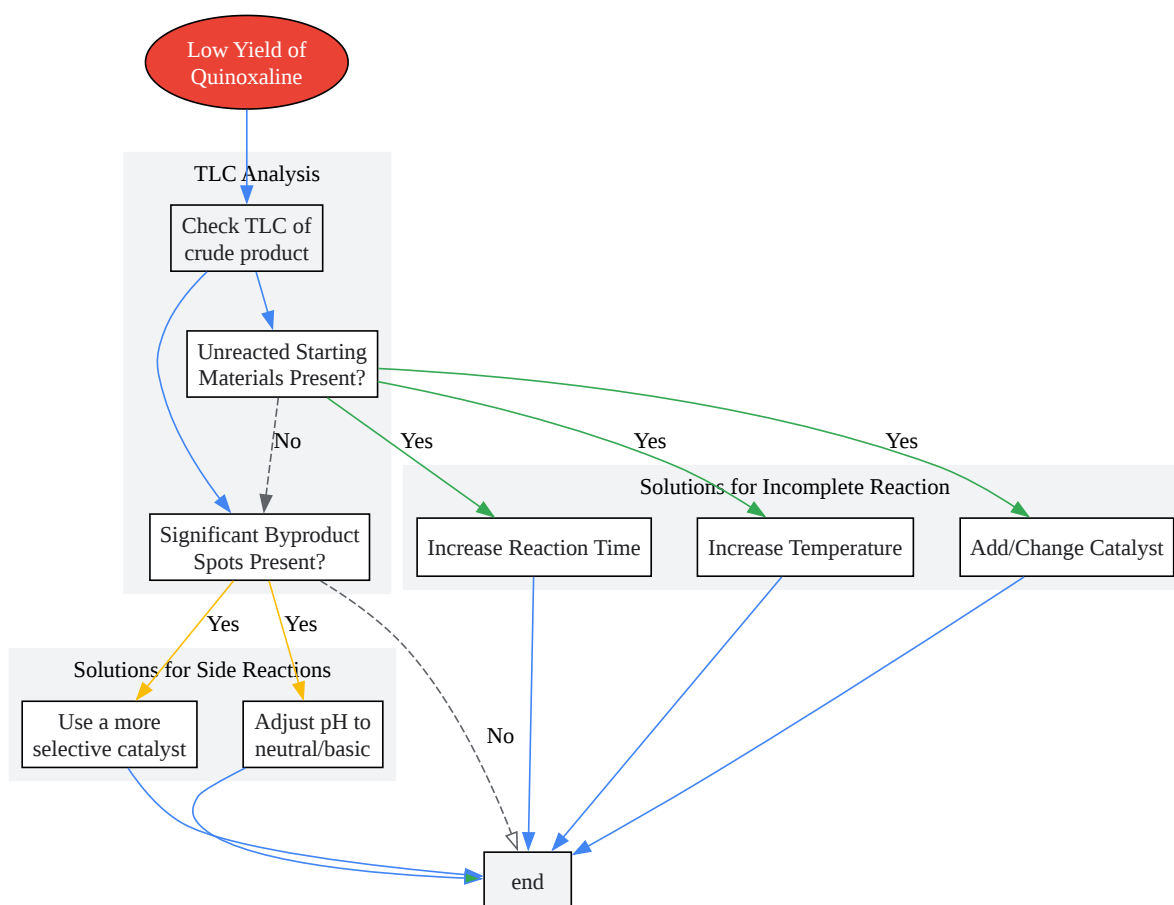 Low Yield of
Quinoxaline
TLC Analysis
Check TLC of
crude product
Unreacted Starting
Materials Present?
No
Yes
Yes
Yes
Solutions for Incomplete Reaction
Significant Byproduct
Spots Present?
Increase Reaction Time
Increase Temperature
Add/Change Catalyst
Yes
Yes
Solutions for Side Reactions
Use a more
selective catalyst
Adjust pH to
neutral/basic
No
end